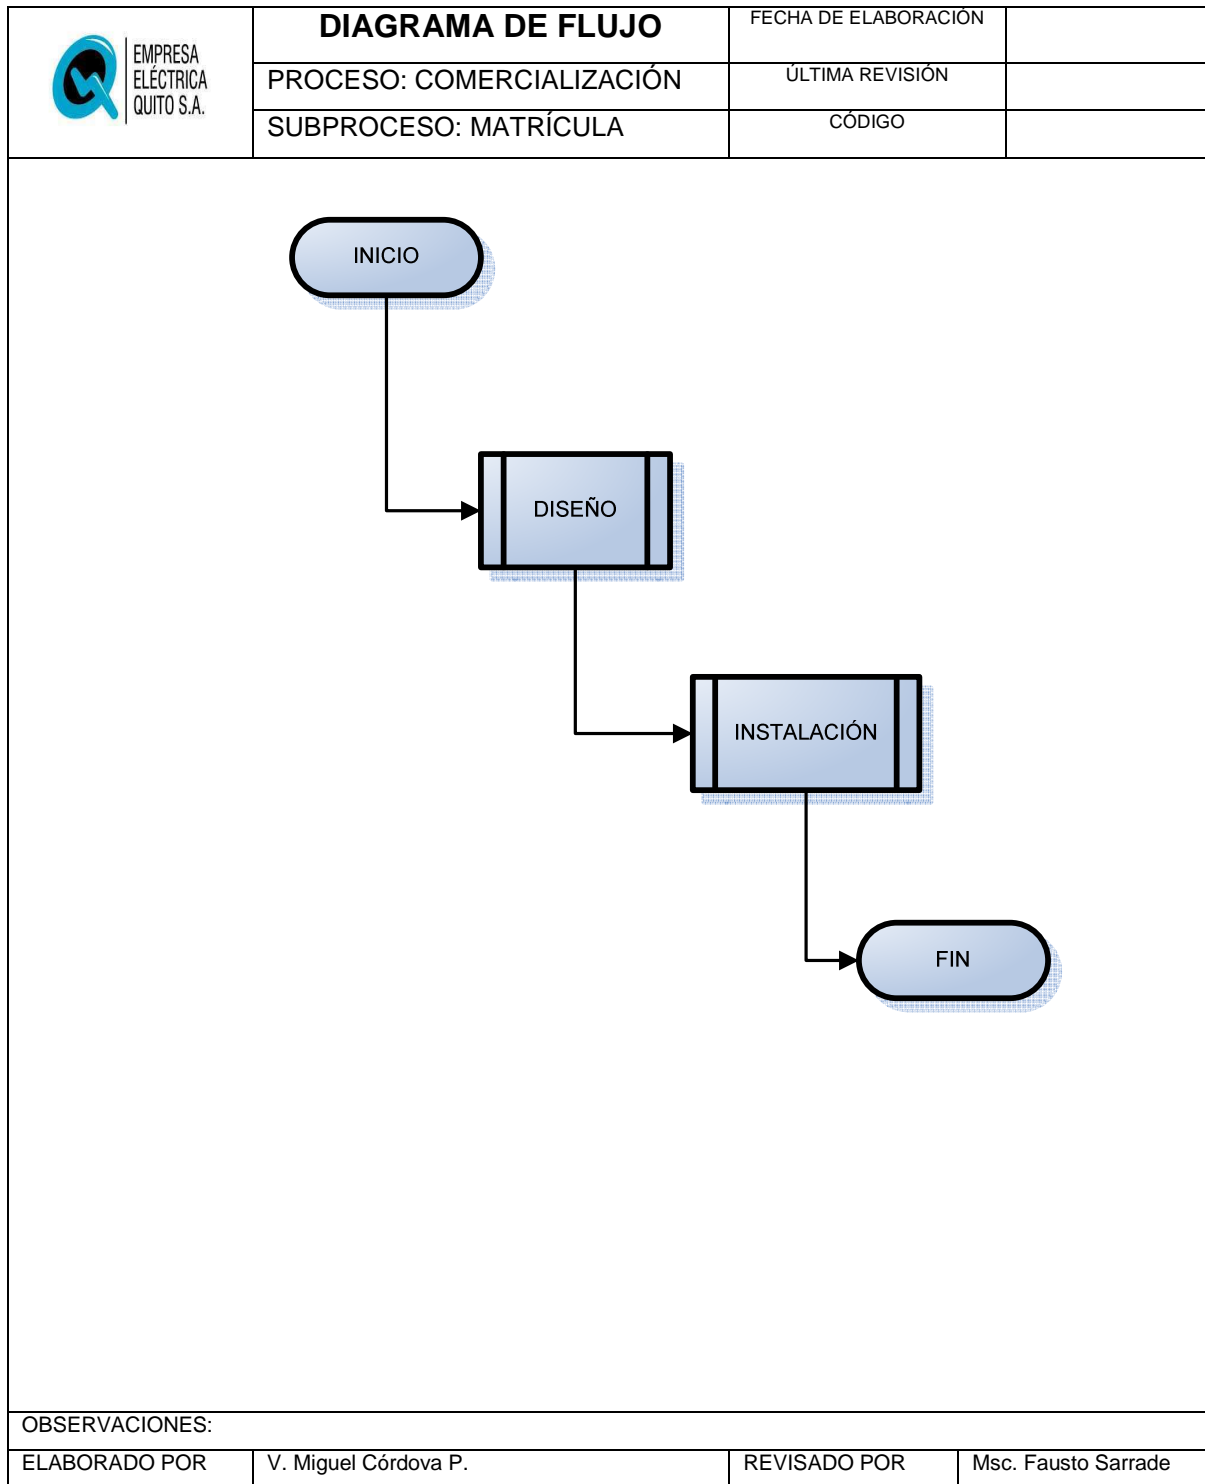 EMPRESA
ELÉCTRICA
QUITO S.A.
DIAGRAMA DE FLUJO
FECHA DE ELABORACIÓN
PROCESO: COMERCIALIZACIÓN
ÚLTIMA REVISIÓN
SUBPROCESO: MATRÍCULA
CÓDIGO
INICIO
DISEÑO
INSTALACIÓN
FIN
OBSERVACIONES:
ELABORADO POR
V. Miguel Córdova P.
REVISADO POR
Msc. Fausto Sarrade